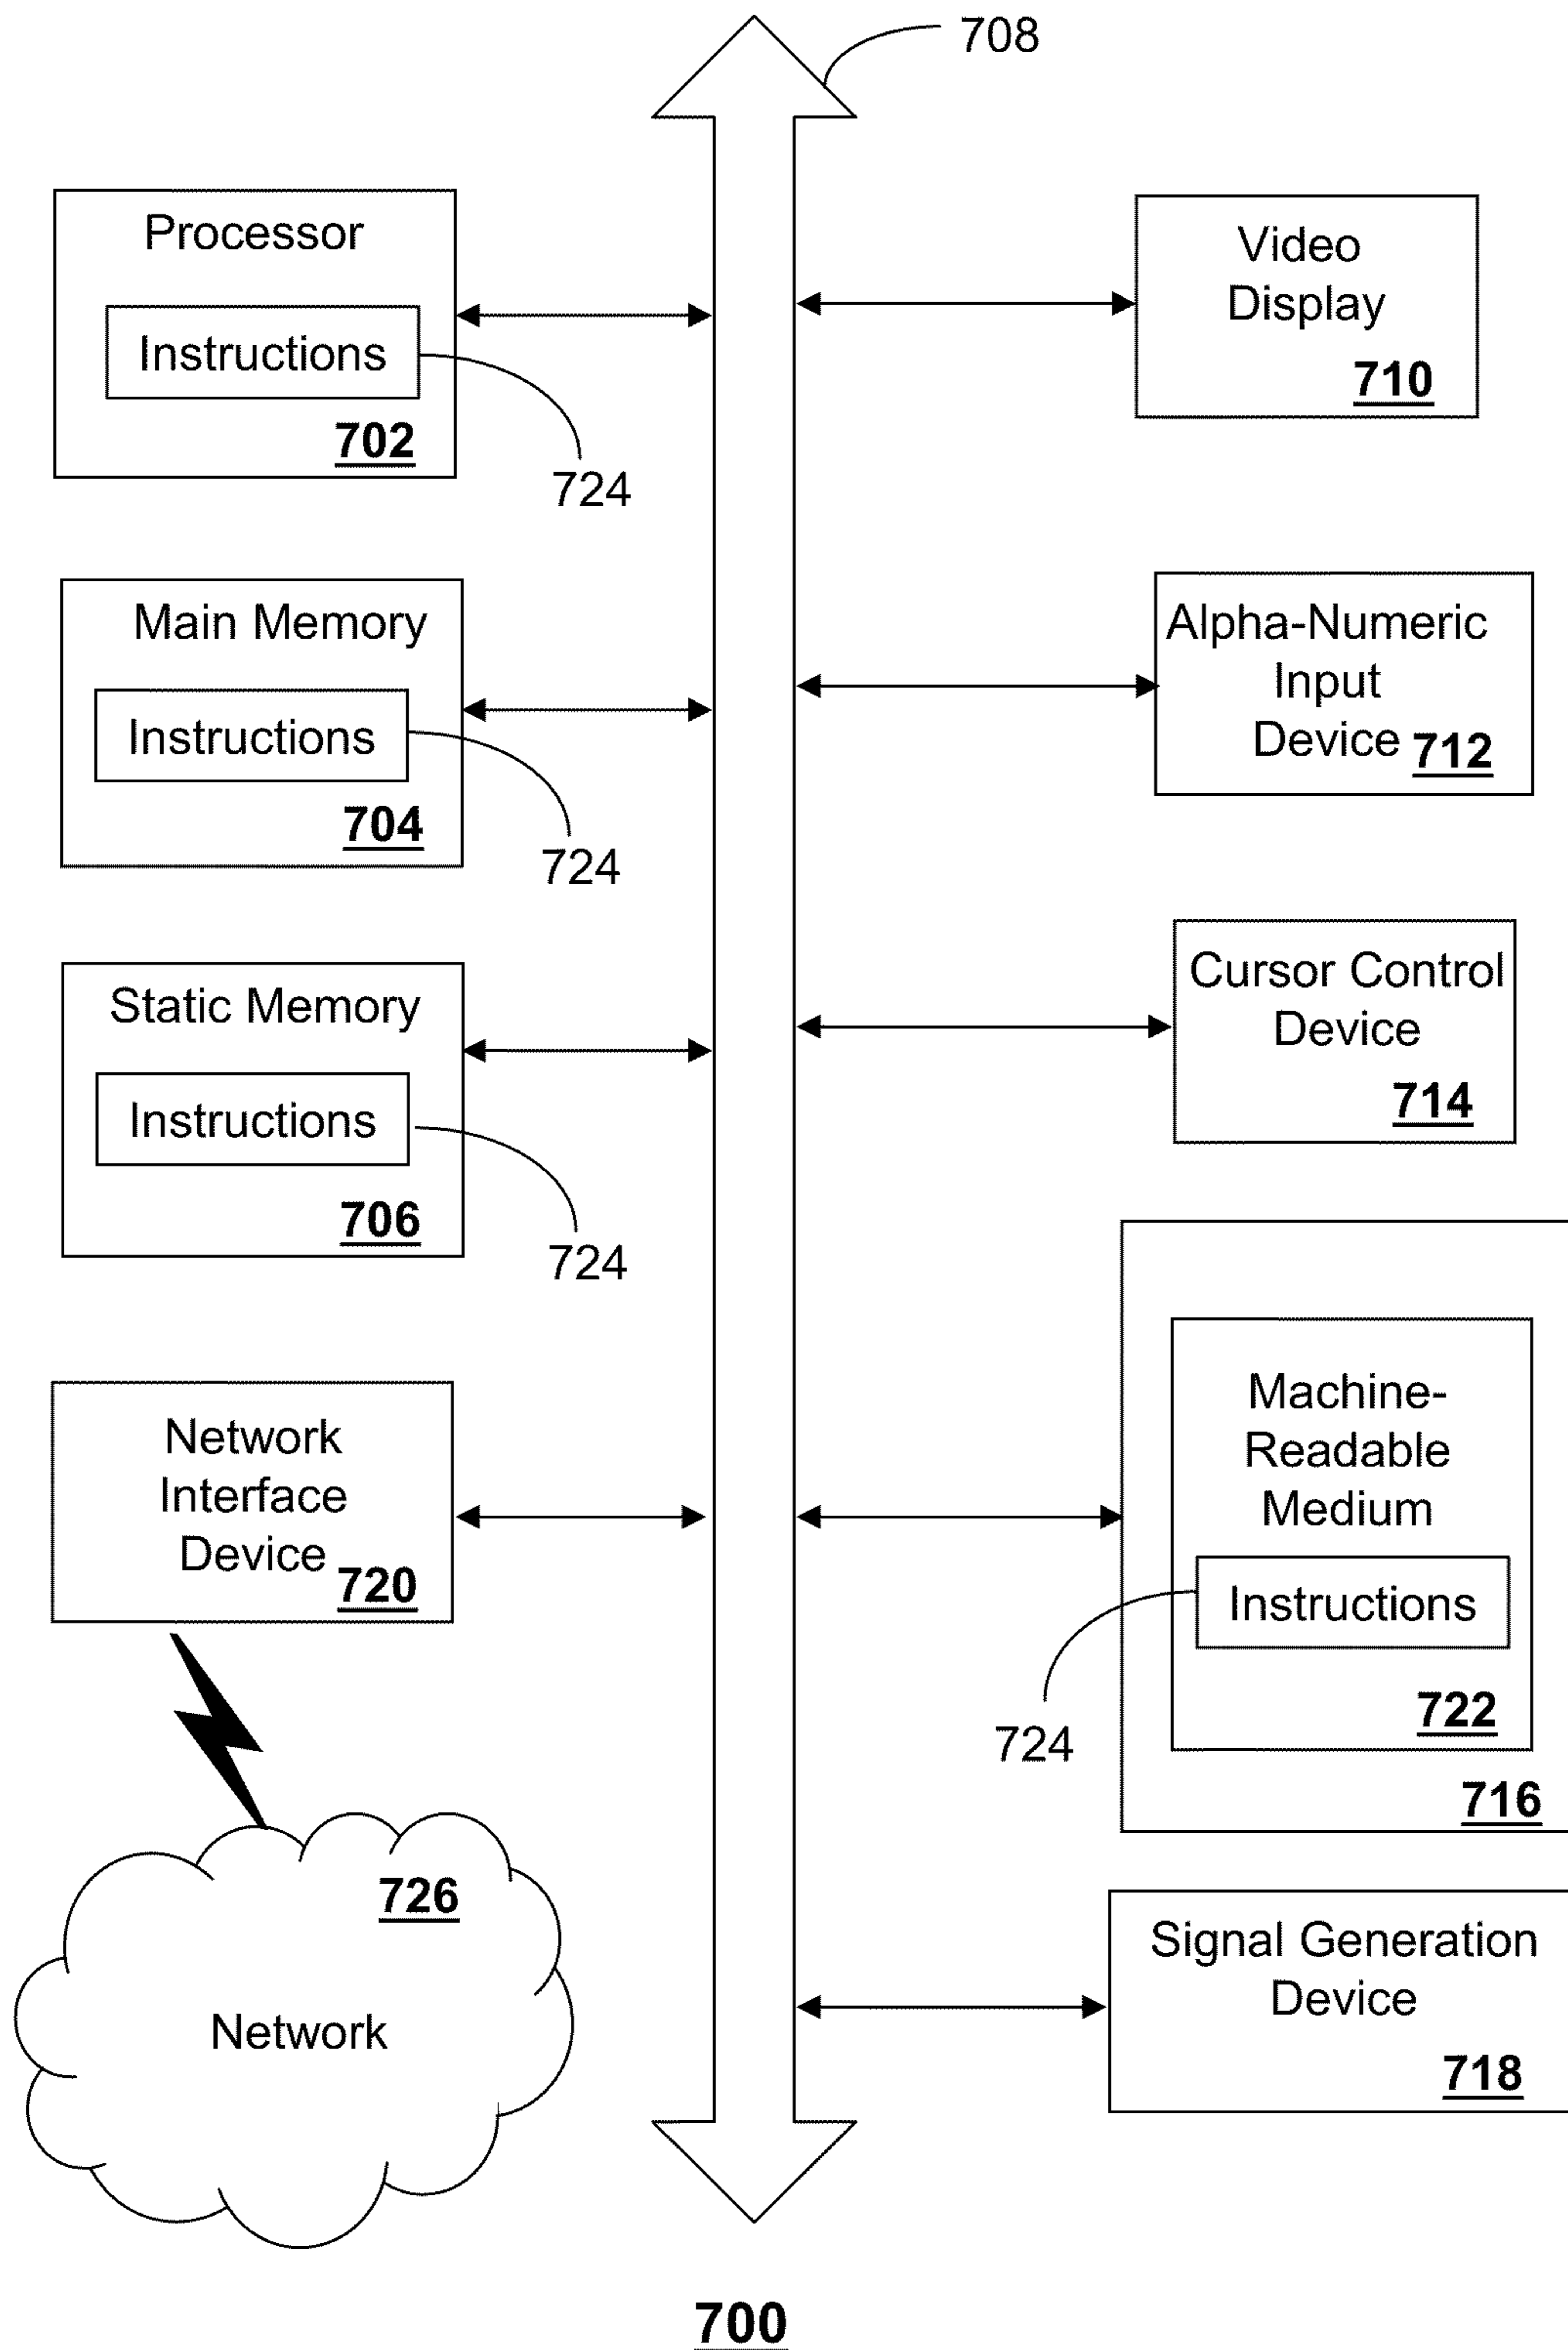 708
Processor
Instructions
702
724
Video
Display
710
Main Memory
Instructions
704
724
Alpha-Numeric
Input
Device 712
Static Memory
Instructions
706
724
Cursor Control
Device
714
Network
Interface
Device 720
Machine-
Readable
Medium
Instructions
722
724
716
726
Network
Signal Generation
Device
718
700